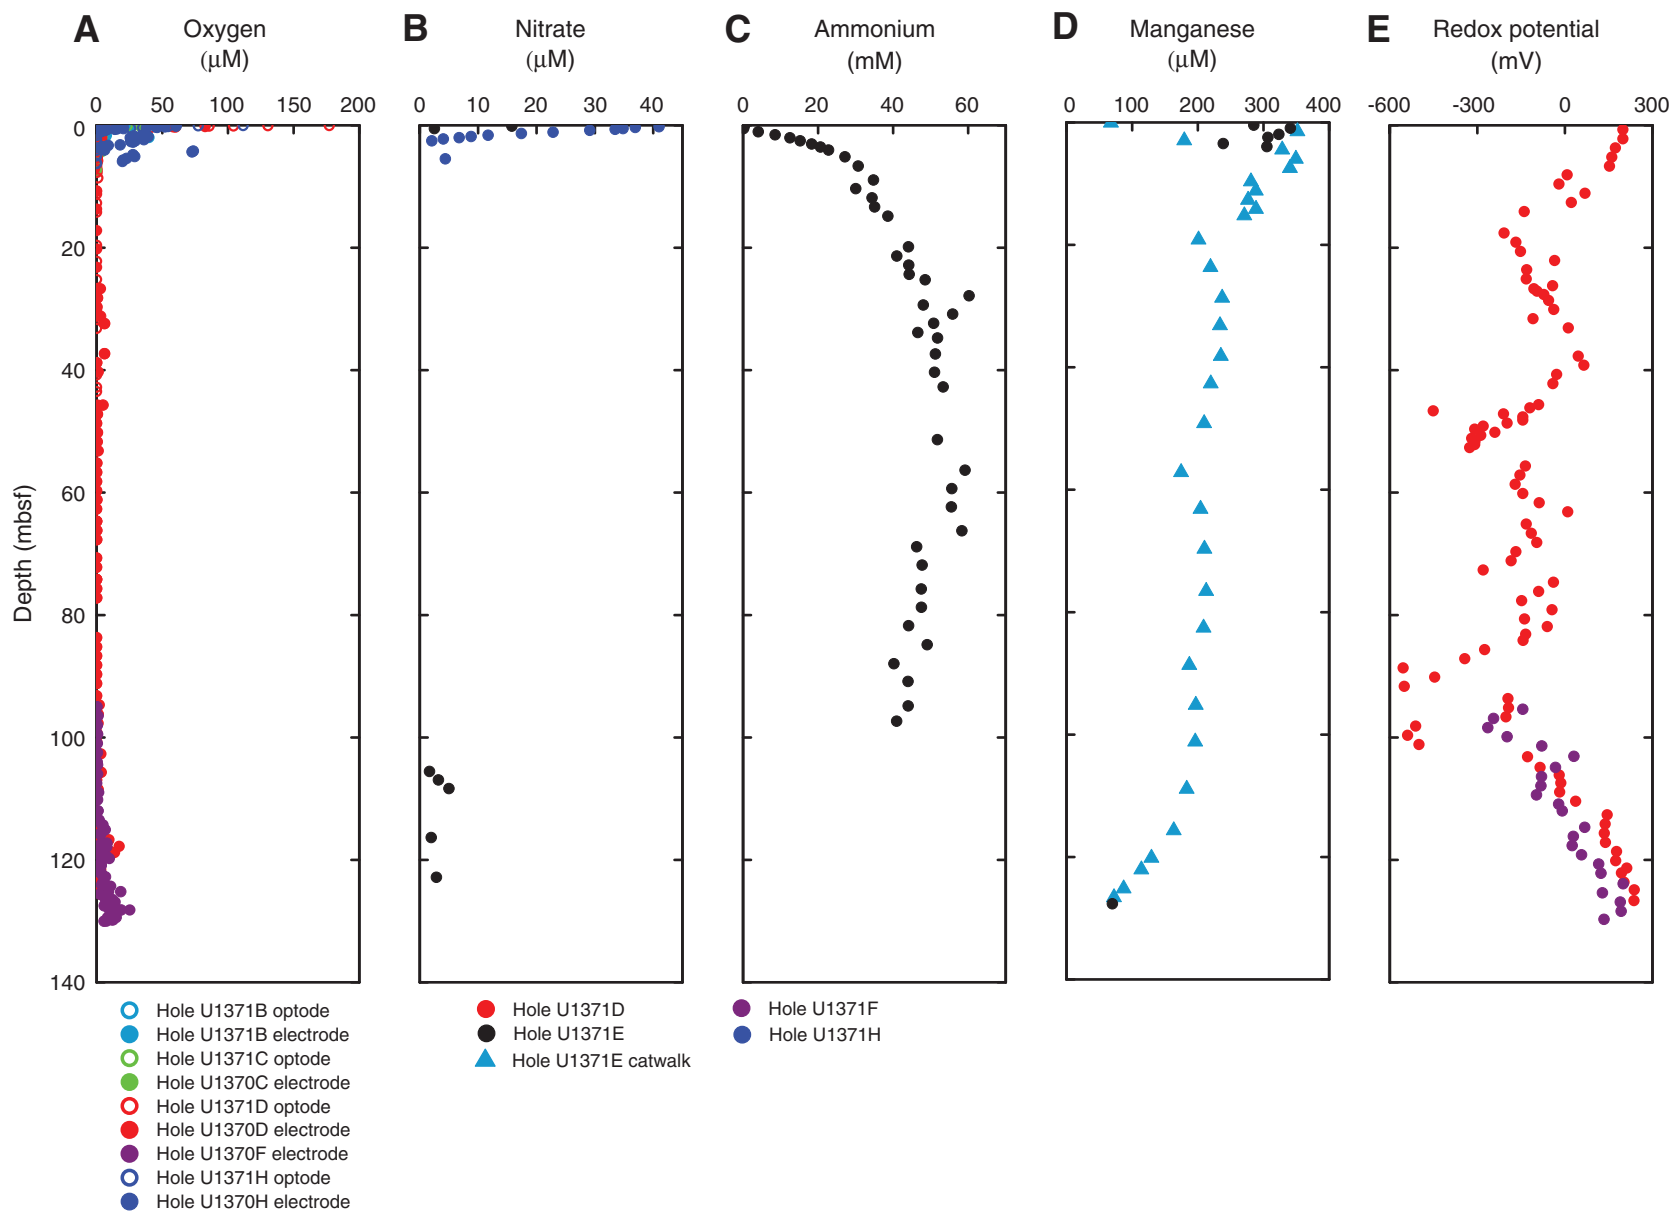 A Oxygen (μM)
B Nitrate (μM)
C Ammonium (mM)
D Manganese (μM)
E Redox potential (mV)
0 50 100 150 200
0 10 20 30 40
0 20 40 60
0 100 200 300 400
-600 -300 0 300
0
20
40
60
80
100
120
140
Depth (mbsf)
Hole U1371B optode
Hole U1371B electrode
Hole U1371C optode
Hole U1370C electrode
Hole U1371D optode
Hole U1370D electrode
Hole U1370F electrode
Hole U1371H optode
Hole U1370H electrode
Hole U1371D
Hole U1371E
Hole U1371E catwalk
Hole U1371F
Hole U1371H